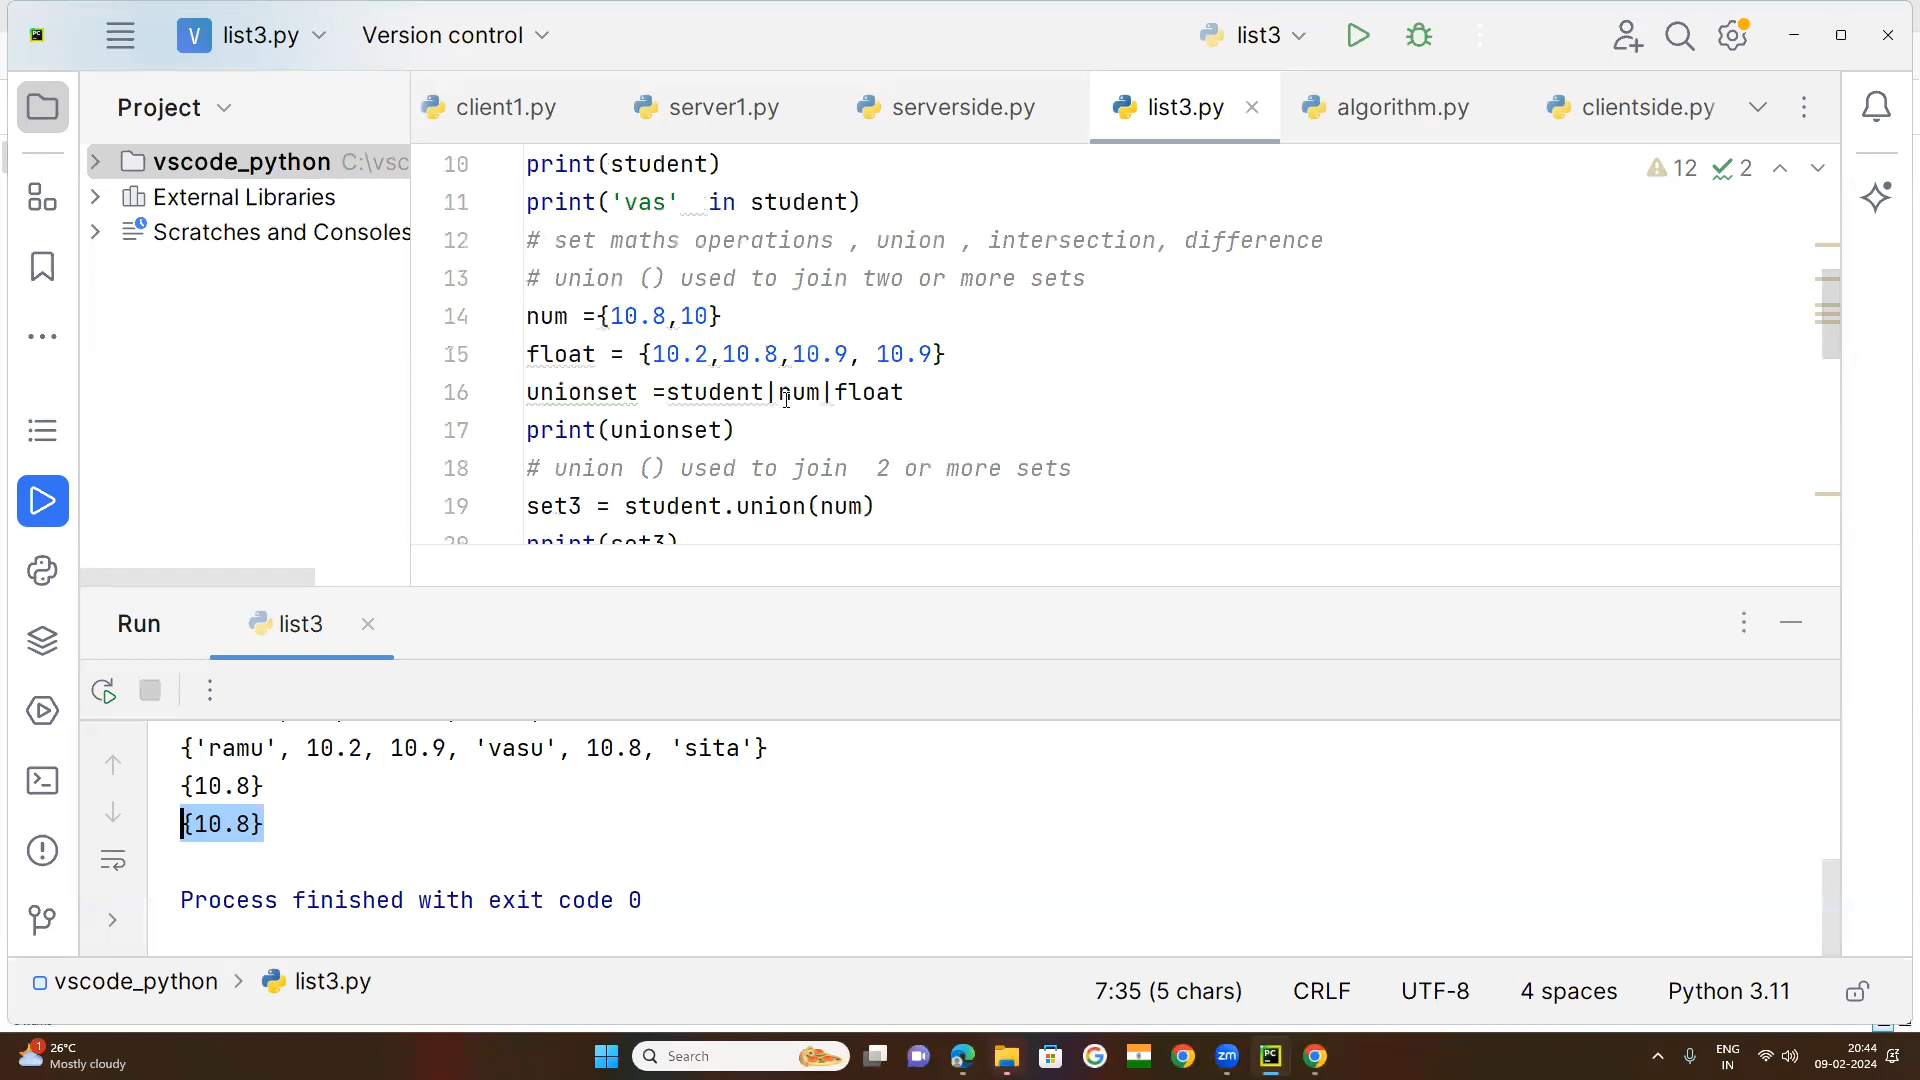 V list3.py Version control list3
Project client1.py server1.py serverside.py list3.py algorithm.py clientside.py
vscode_python C:\vsc
External Libraries
Scratches and Consoles
12 2
10 print(student)
11 print('vas' in student)
12 # set maths operations , union , intersection, difference
13 # union () used to join two or more sets
14 num ={10.8,10}
15 float = {10.2,10.8,10.9, 10.9}
16 unionset =student|num|float
17 print(unionset)
18 # union () used to join 2 or more sets
19 set3 = student.union(num)
20 print(set3)
Run list3
{'ramu', 10.2, 10.9, 'vasu', 10.8, 'sita'}
{10.8}
{10.8}
Process finished with exit code 0
vscode_python > list3.py 7:35 (5 chars) CRLF UTF-8 4 spaces Python 3.11
1 26°C
Mostly cloudy
Search
zm
PC
ENG
IN
20:44
09-02-2024